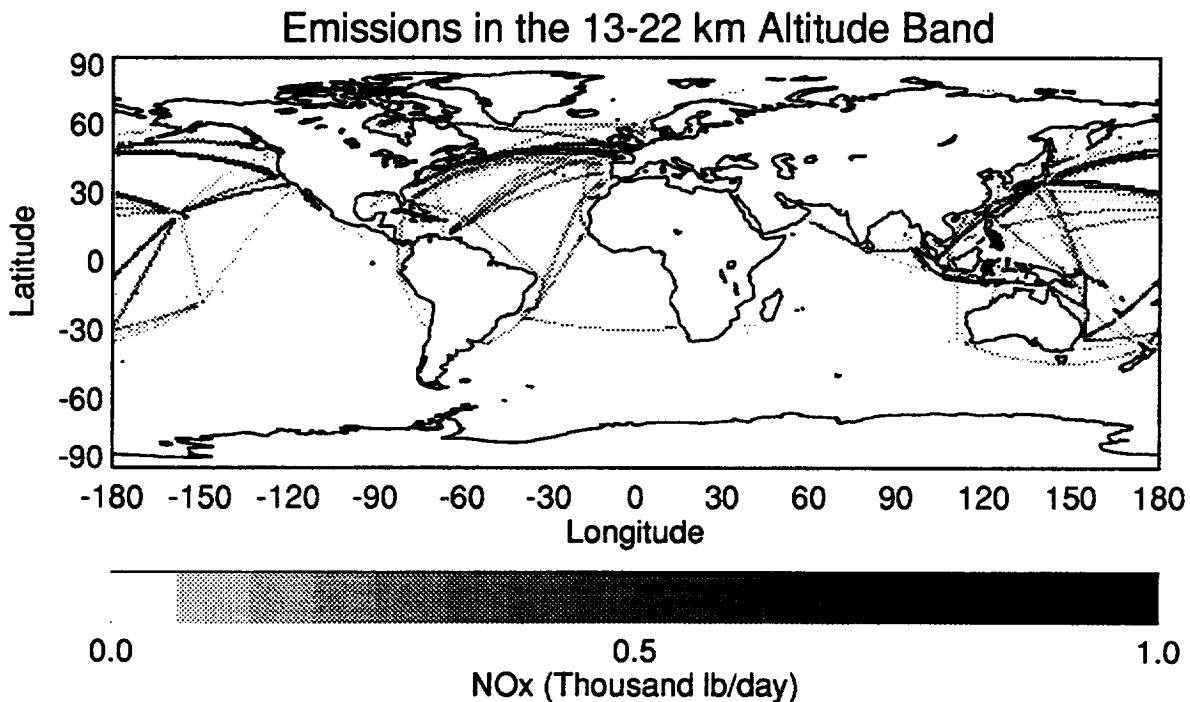 Emissions in the 13-22 km Altitude Band
90
60
30
0
-30
-60
-90
Latitude
-180 -150 -120 -90 -60 -30 0 30 60 90 120 150 180
Longitude
0.0 0.5 1.0
NOx (Thousand lb/day)